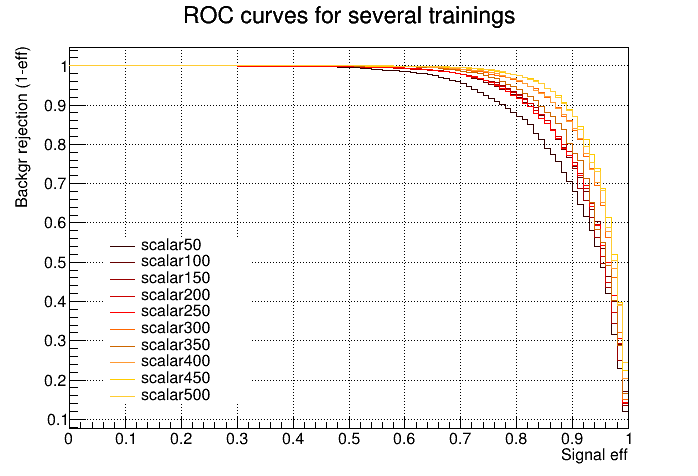 ROC curves for several trainings
Backgr rejection (1-eff)
1
0.9
0.8
0.7
0.6
0.5
0.4
0.3
0.2
0.1
scalar50
scalar100
scalar150
scalar200
scalar250
scalar300
scalar350
scalar400
scalar450
scalar500
0 0.1 0.2 0.3 0.4 0.5 0.6 0.7 0.8 0.9 1
Signal eff